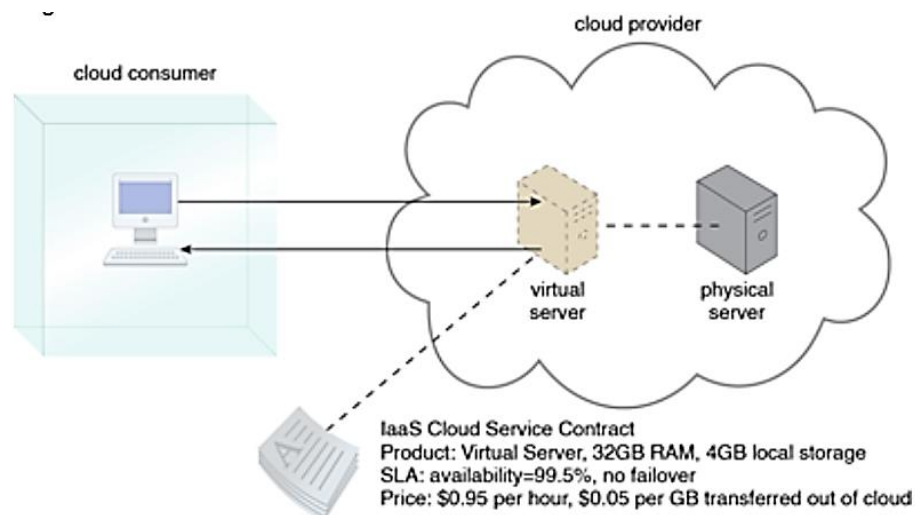 cloud provider
cloud consumer
virtual
server
physical
server
IaaS Cloud Service Contract
Product: Virtual Server, 32GB RAM, 4GB local storage
SLA: availability=99.5%, no failover
Price: $0.95 per hour, $0.05 per GB transferred out of cloud